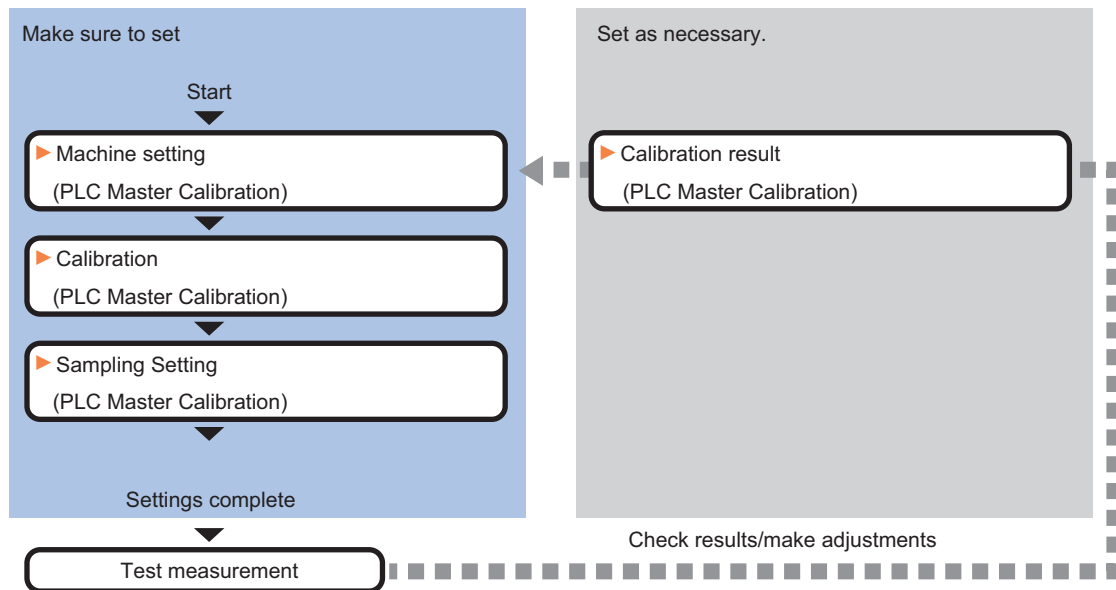 Make sure to set
Start
Machine setting
(PLC Master Calibration)
Calibration
(PLC Master Calibration)
Sampling Setting
(PLC Master Calibration)
Settings complete
Test measurement
Set as necessary.
Calibration result
(PLC Master Calibration)
Check results/make adjustments